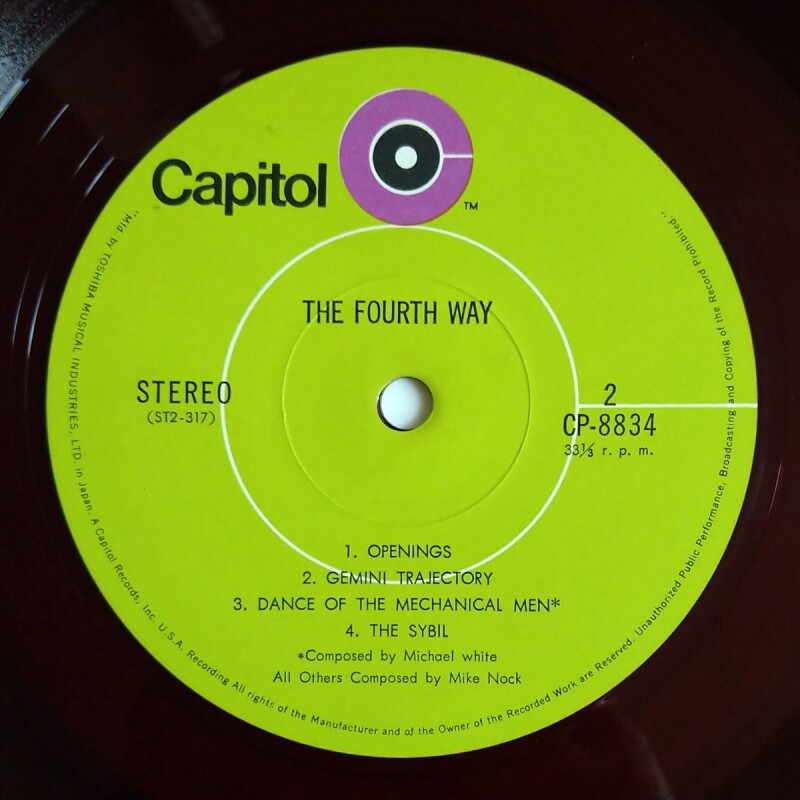 Capitol
TM
THE FOURTH WAY
STEREO
(ST2-317)
2
CP-8834
33⅓ r. p. m.
1. OPENINGS
2. GEMINI TRAJECTORY
3. DANCE OF THE MECHANICAL MEN*
4. THE SYBIL
*Composed by Michael white
All Others Composed by Mike Nock
"Mfd. by TOSHIBA MUSICAL INDUSTRIES, LTD. in Japan. A Capitol Records, Inc. U.S.A. Recording All rights of the Manufacturer and of the Owner of the Recorded Work are Reserved. Unauthorized Public Performance, Broadcasting and Copying of the Record Prohibited."